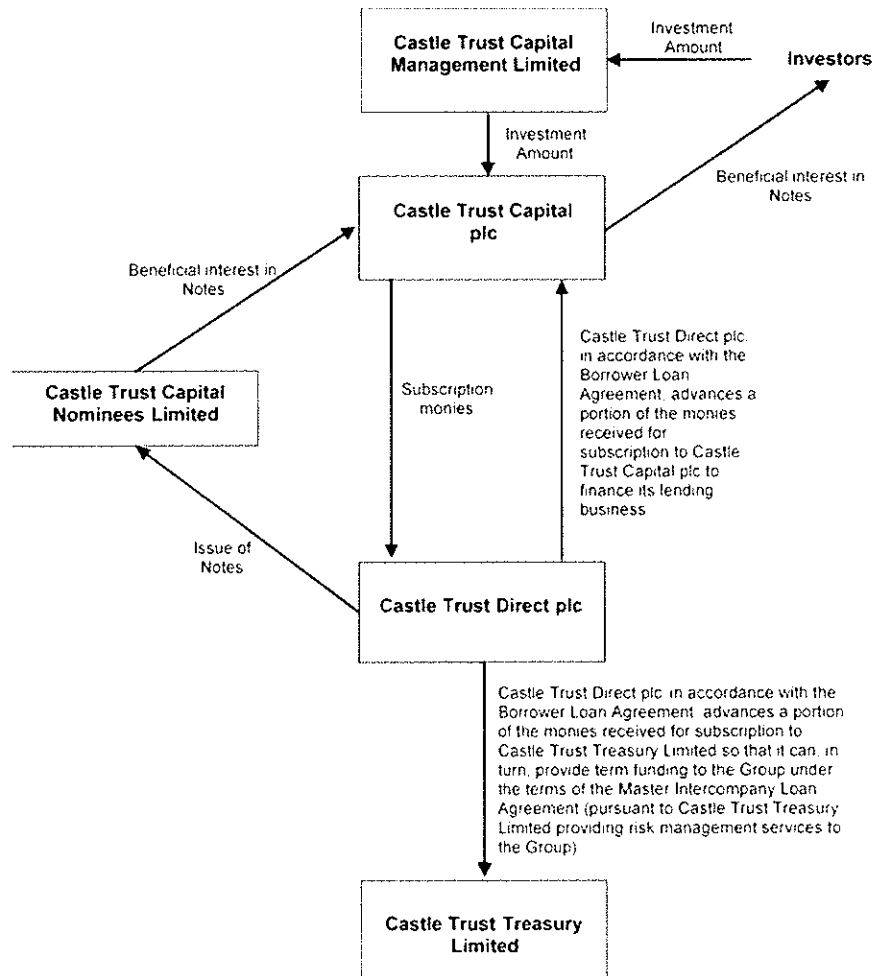 Castle Trust Capital
Management Limited
Investment
Amount
Investors
Investment
Amount
Beneficial interest in
Notes
Castle Trust Capital
plc
Beneficial interest in
Notes
Castle Trust Capital
Nominees Limited
Subscription
monies
Castle Trust Direct plc,
in accordance with the
Borrower Loan
Agreement, advances a
portion of the monies
received for
subscription to Castle
Trust Capital plc to
finance its lending
business
Issue of
Notes
Castle Trust Direct plc
Castle Trust Direct plc, in accordance with the
Borrower Loan Agreement, advances a portion
of the monies received for subscription to
Castle Trust Treasury Limited so that it can, in
turn, provide term funding to the Group under
the terms of the Master Intercompany Loan
Agreement (pursuant to Castle Trust Treasury
Limited providing risk management services to
the Group)
Castle Trust Treasury
Limited